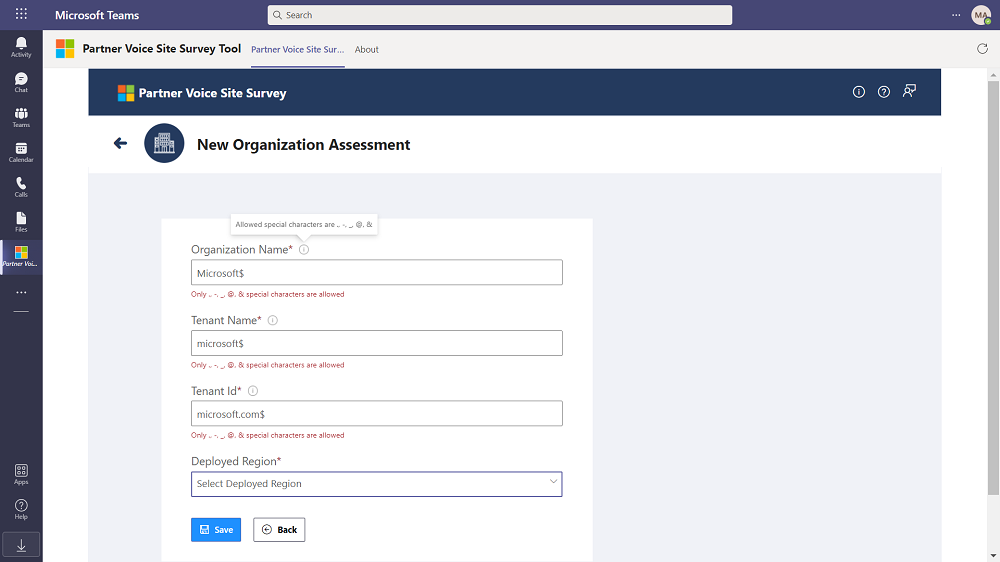 Microsoft Teams
Search
MA
Activity
Chat
Teams
Calendar
Calls
Files
Partner Voi...
Apps
Help
Partner Voice Site Survey Tool
Partner Voice Site Sur...
About
Partner Voice Site Survey
New Organization Assessment
Allowed special characters are ., -, _, @, &
Organization Name*
Microsoft$
Only ., -, _, @, & special characters are allowed
Tenant Name*
microsoft$
Only ., -, _, @, & special characters are allowed
Tenant Id*
microsoft.com$
Only ., -, _, @, & special characters are allowed
Deployed Region*
Select Deployed Region
Save
Back